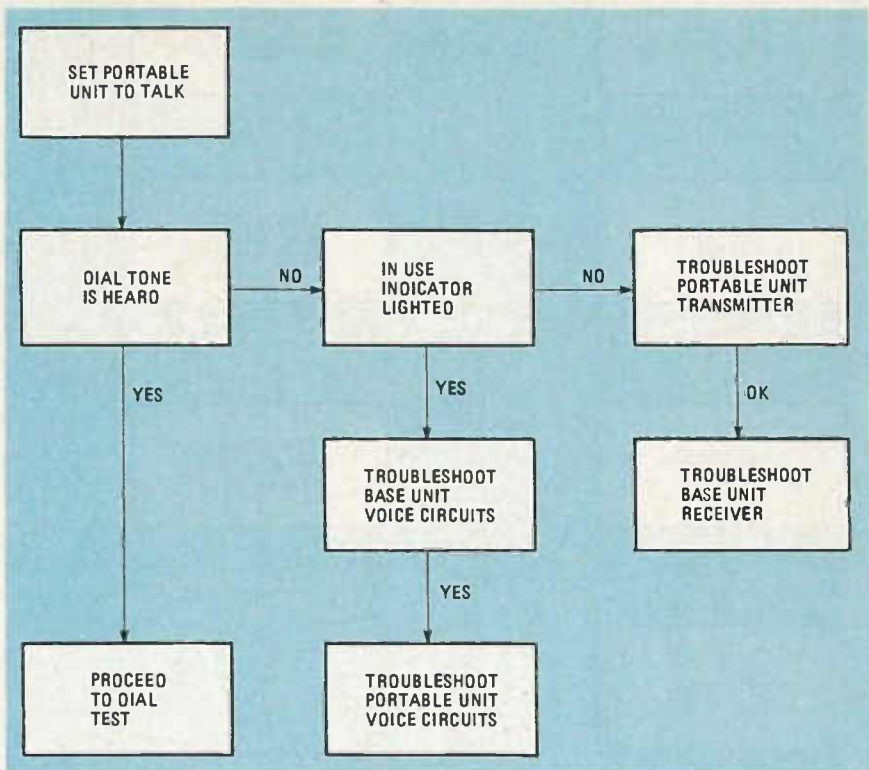 SET PORTABLE
UNIT TO TALK
DIAL TONE
IS HEARD
NO
IN USE
INDICATOR
LIGHTED
NO
TROUBLESHOOT
PORTABLE UNIT
TRANSMITTER
YES
YES
OK
TROUBLESHOOT
BASE UNIT
VOICE CIRCUITS
TROUBLESHOOT
BASE UNIT
RECEIVER
YES
PROCEED
TO DIAL
TEST
TROUBLESHOOT
PORTABLE UNIT
VOICE CIRCUITS